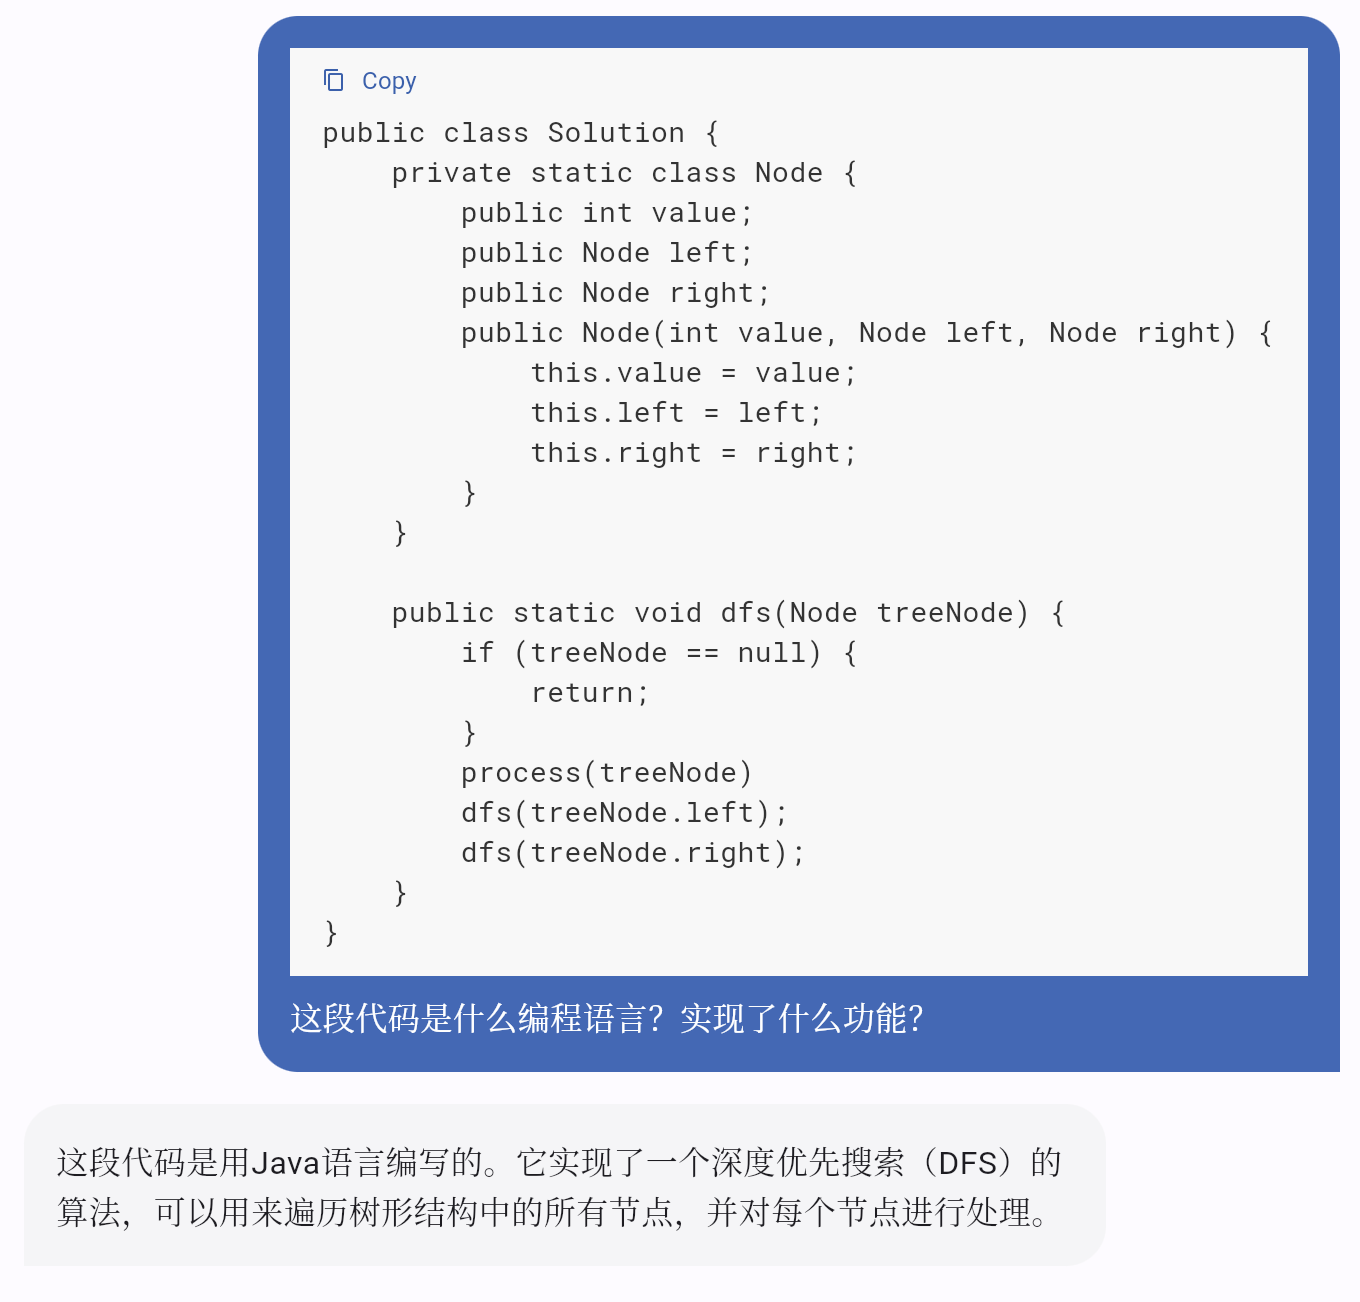 Copy
public class Solution {
    private static class Node {
        public int value;
        public Node left;
        public Node right;
        public Node(int value, Node left, Node right) {
            this.value = value;
            this.left = left;
            this.right = right;
        }
    }

    public static void dfs(Node treeNode) {
        if (treeNode == null) {
            return;
        }
        process(treeNode)
        dfs(treeNode.left);
        dfs(treeNode.right);
    }
}
这段代码是什么编程语言？实现了什么功能？
这段代码是用Java语言编写的。它实现了一个深度优先搜索（DFS）的
算法，可以用来遍历树形结构中的所有节点，并对每个节点进行处理。